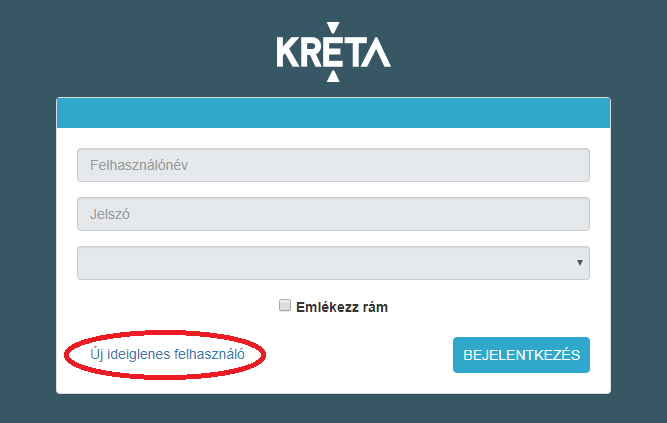 KRÉTA
Felhasználónév
Jelszó
Emlékezz rám
Új ideiglenes felhasználó
BEJELENTKEZÉS